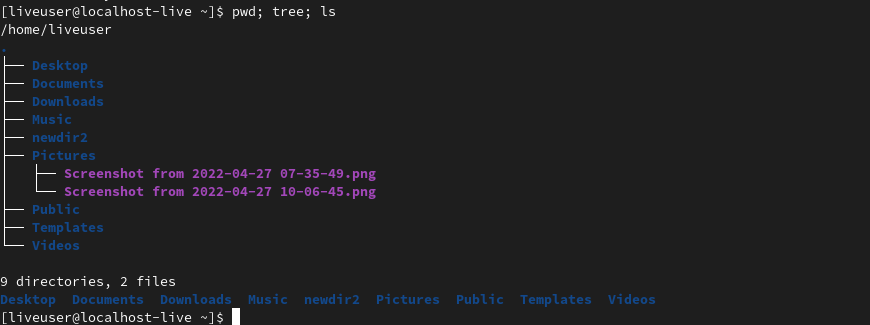 [liveuser@localhost-live ~]$ pwd; tree; ls
/home/liveuser
.
├── Desktop
├── Documents
├── Downloads
├── Music
├── newdir2
├── Pictures
│   ├── Screenshot from 2022-04-27 07-35-49.png
│   └── Screenshot from 2022-04-27 10-06-45.png
├── Public
├── Templates
└── Videos

9 directories, 2 files
Desktop  Documents  Downloads  Music  newdir2  Pictures  Public  Templates  Videos
[liveuser@localhost-live ~]$